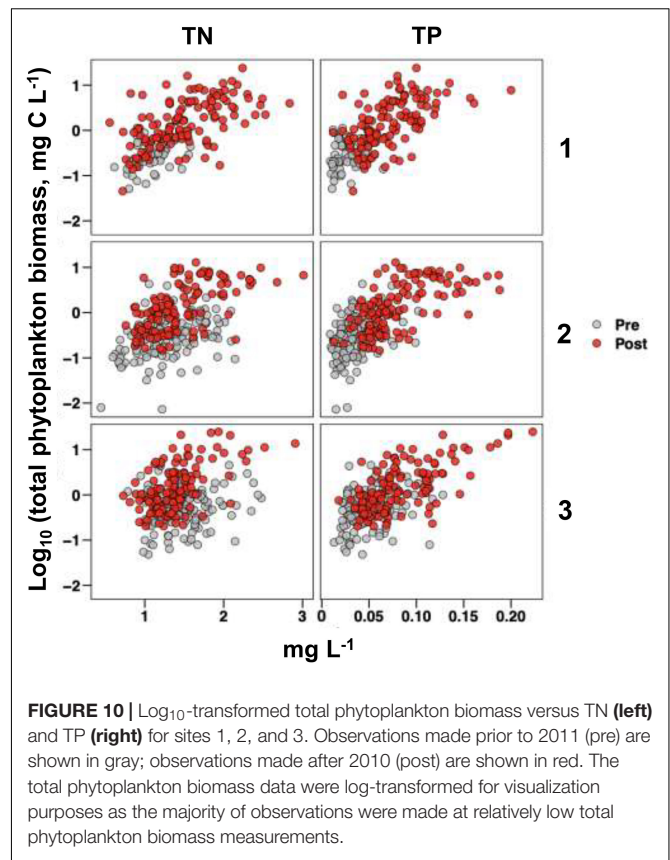 TN TP
Log₁₀ (total phytoplankton biomass, mg C L⁻¹)
1
0
−1
−2
1
1
0
−1
−2
2
Pre
Post
1
0
−1
−2
3
1 2 3 0 0.05 0.10 0.15 0.20
mg L⁻¹
FIGURE 10 | Log₁₀-transformed total phytoplankton biomass versus TN (left)
and TP (right) for sites 1, 2, and 3. Observations made prior to 2011 (pre) are
shown in gray; observations made after 2010 (post) are shown in red. The
total phytoplankton biomass data were log-transformed for visualization
purposes as the majority of observations were made at relatively low total
phytoplankton biomass measurements.